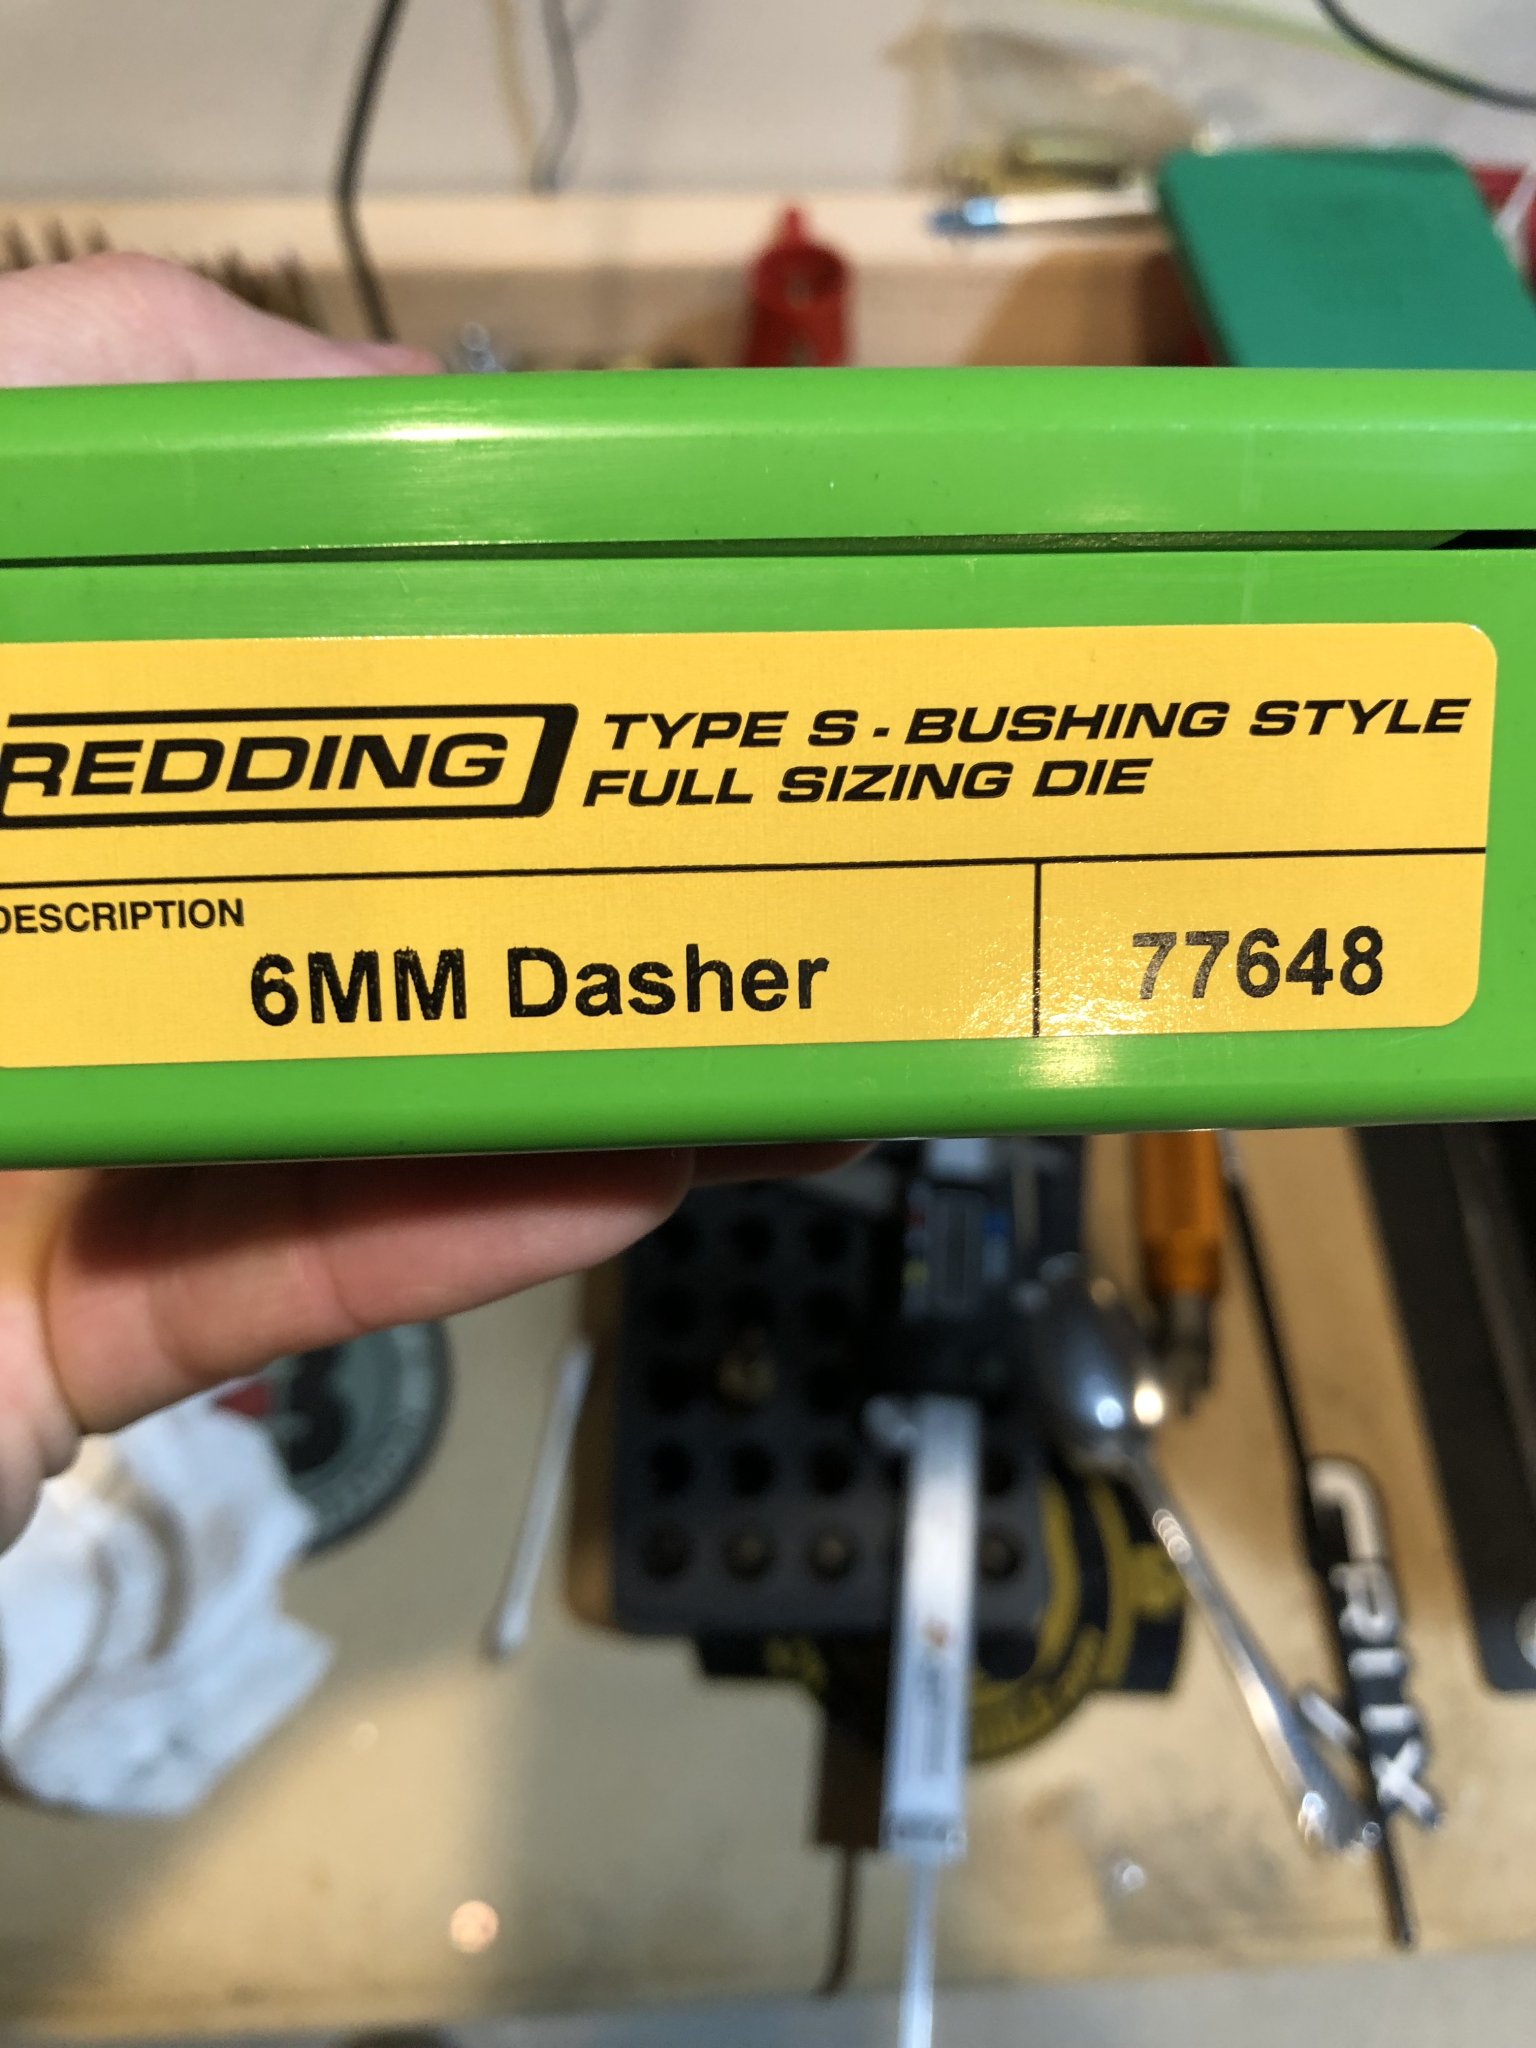 REDDING
TYPE S - BUSHING STYLE
FULL SIZING DIE
DESCRIPTION
6MM Dasher
77648